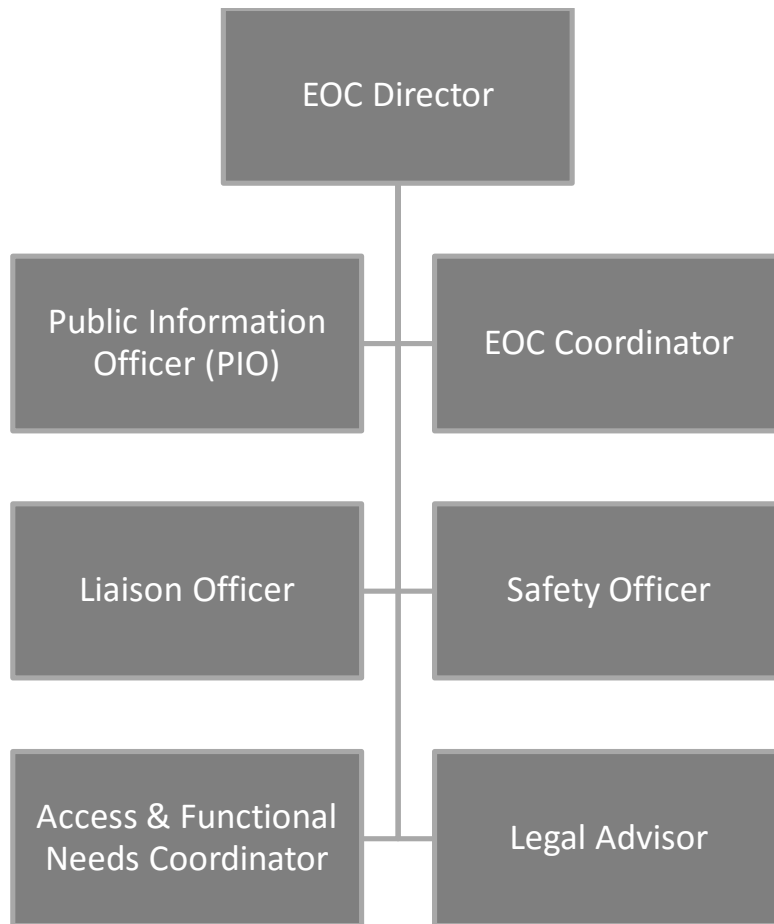 EOC Director
Public Information
Officer (PIO)
EOC Coordinator
Liaison Officer
Safety Officer
Access & Functional
Needs Coordinator
Legal Advisor